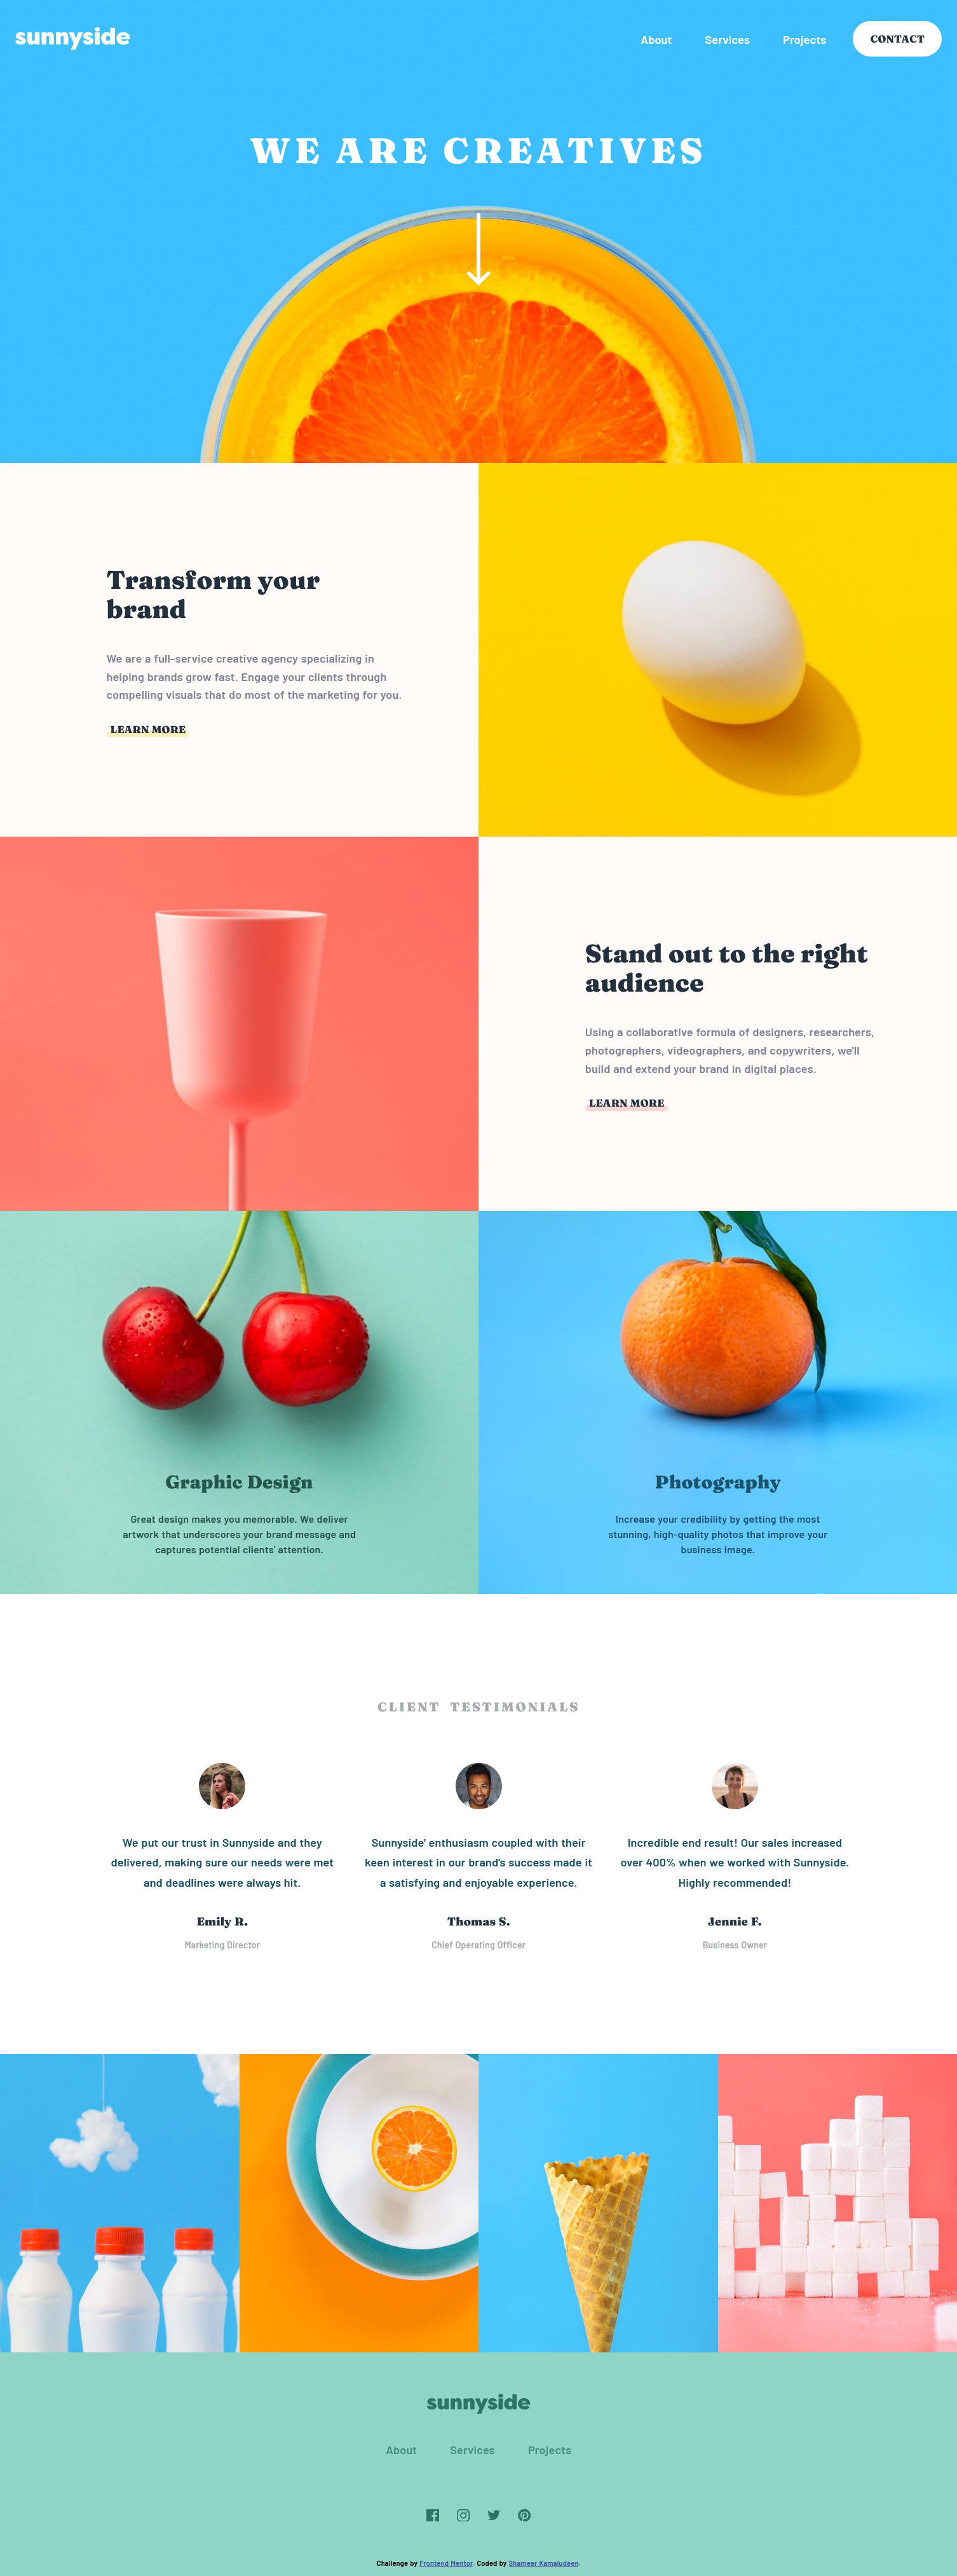 sunnyside
About Services Projects CONTACT
WE ARE CREATIVES
Transform your
brand
We are a full-service creative agency specializing in
helping brands grow fast. Engage your clients through
compelling visuals that do most of the marketing for you.
LEARN MORE
Stand out to the right
audience
Using a collaborative formula of designers, researchers,
photographers, videographers, and copywriters, we'll
build and extend your brand in digital places.
LEARN MORE
Graphic Design
Great design makes you memorable. We deliver
artwork that underscores your brand message and
captures potential clients' attention.
Photography
Increase your credibility by getting the most
stunning, high-quality photos that improve your
business image.
CLIENT TESTIMONIALS
We put our trust in Sunnyside and they
delivered, making sure our needs were met
and deadlines were always hit.
Emily R.
Marketing Director
Sunnyside' enthusiasm coupled with their
keen interest in our brand's success made it
a satisfying and enjoyable experience.
Thomas S.
Chief Operating Officer
Incredible end result! Our sales increased
over 400% when we worked with Sunnyside.
Highly recommended!
Jennie F.
Business Owner
sunnyside
About Services Projects
Challenge by Frontend Mentor. Coded by Shameer Kamaludeen.